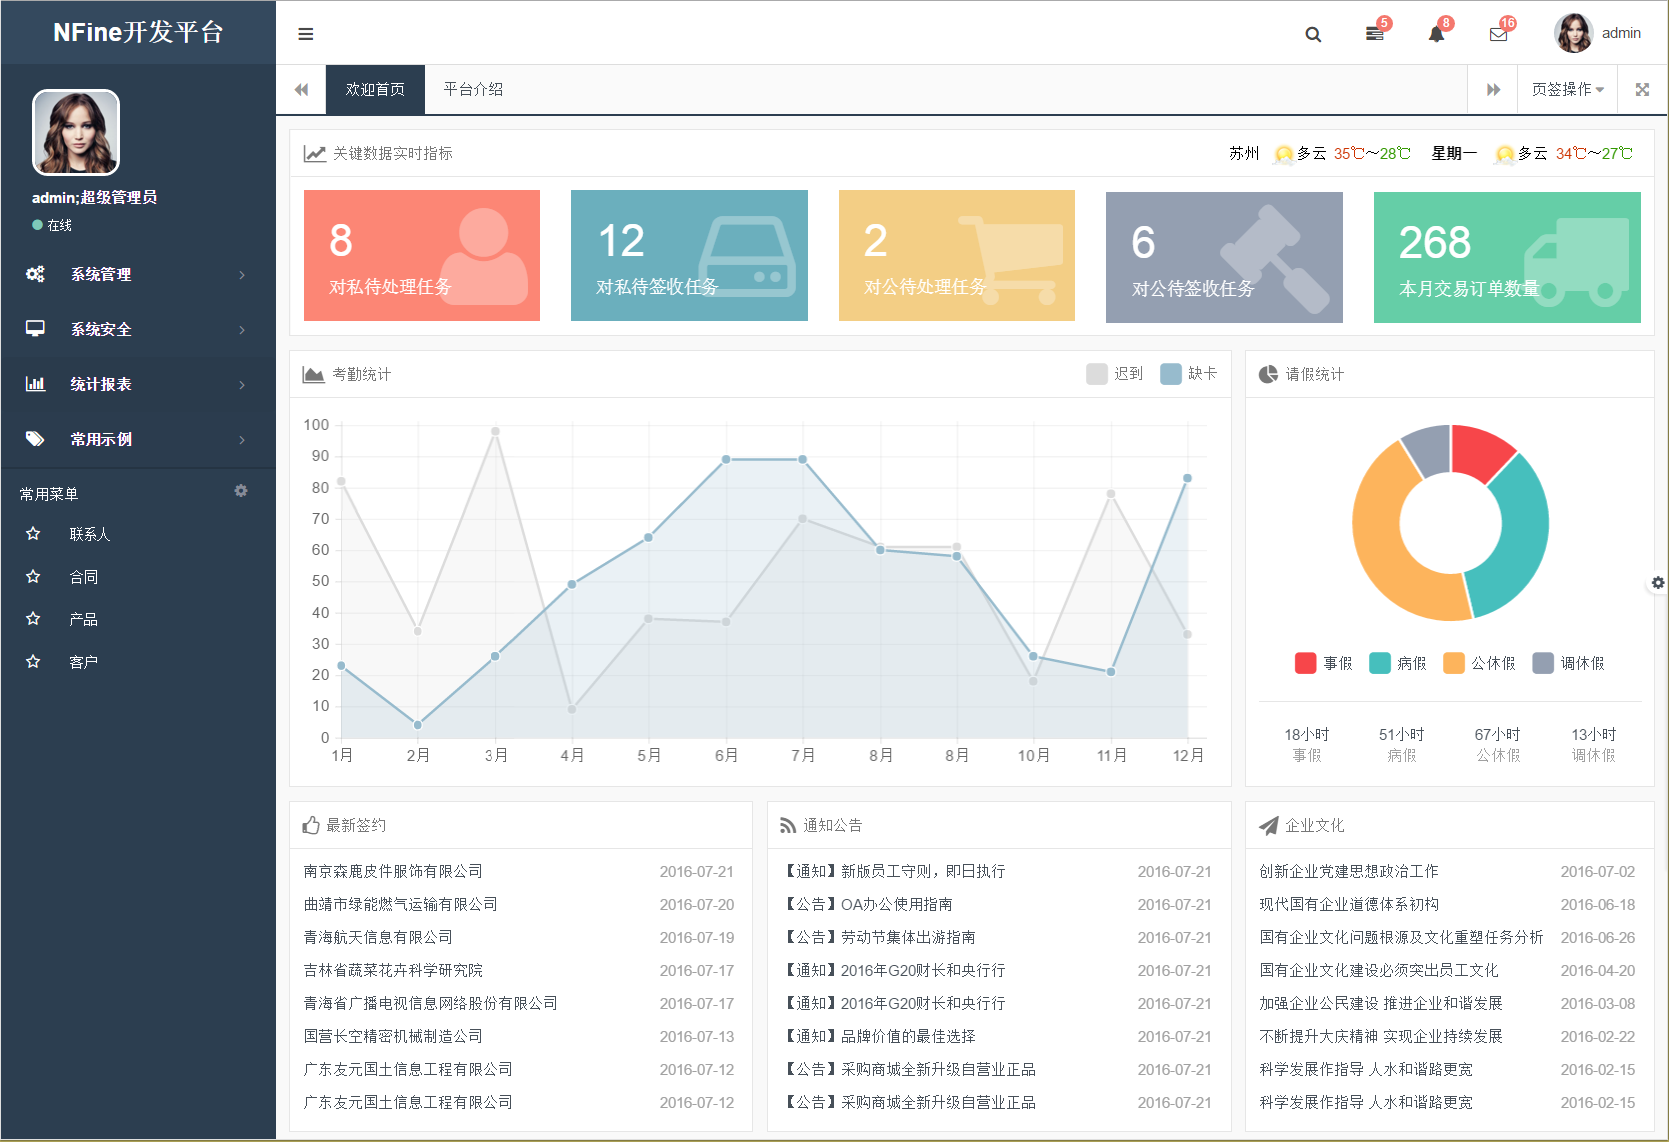 NFine开发平台
5
8
16
admin
欢迎首页
平台介绍
页签操作
admin;超级管理员
在线
系统管理
系统安全
统计报表
常用示例
常用菜单
联系人
合同
产品
客户
关键数据实时指标
苏州 多云 35℃～28℃ 星期一 多云 34℃～27℃
8
对私待处理任务
12
对私待签收任务
2
对公待处理任务
6
对公待签收任务
268
本月交易订单数量
考勤统计
迟到 缺卡
100
90
80
70
60
50
40
30
20
10
0
1月 2月 3月 4月 5月 6月 7月 8月 8月 10月 11月 12月
请假统计
事假 病假 公休假 调休假
18小时 51小时 67小时 13小时
事假 病假 公休假 调休假
最新签约
南京森鹿皮件服饰有限公司 2016-07-21
曲靖市绿能燃气运输有限公司 2016-07-20
青海航天信息有限公司 2016-07-19
吉林省蔬菜花卉科学研究院 2016-07-17
青海省广播电视信息网络股份有限公司 2016-07-17
国营长空精密机械制造公司 2016-07-13
广东友元国土信息工程有限公司 2016-07-12
广东友元国土信息工程有限公司 2016-07-12
通知公告
【通知】新版员工守则，即日执行 2016-07-21
【公告】OA办公使用指南 2016-07-21
【公告】劳动节集体出游指南 2016-07-21
【通知】2016年G20财长和央行行 2016-07-21
【通知】2016年G20财长和央行行 2016-07-21
【通知】品牌价值的最佳选择 2016-07-21
【公告】采购商城全新升级自营业正品 2016-07-21
【公告】采购商城全新升级自营业正品 2016-07-21
企业文化
创新企业党建思想政治工作 2016-07-02
现代国有企业道德体系初构 2016-06-18
国有企业文化问题根源及文化重塑任务分析 2016-06-26
国有企业文化建设必须突出员工文化 2016-04-20
加强企业公民建设 推进企业和谐发展 2016-03-08
不断提升大庆精神 实现企业持续发展 2016-02-22
科学发展作指导 人水和谐路更宽 2016-02-15
科学发展作指导 人水和谐路更宽 2016-02-15